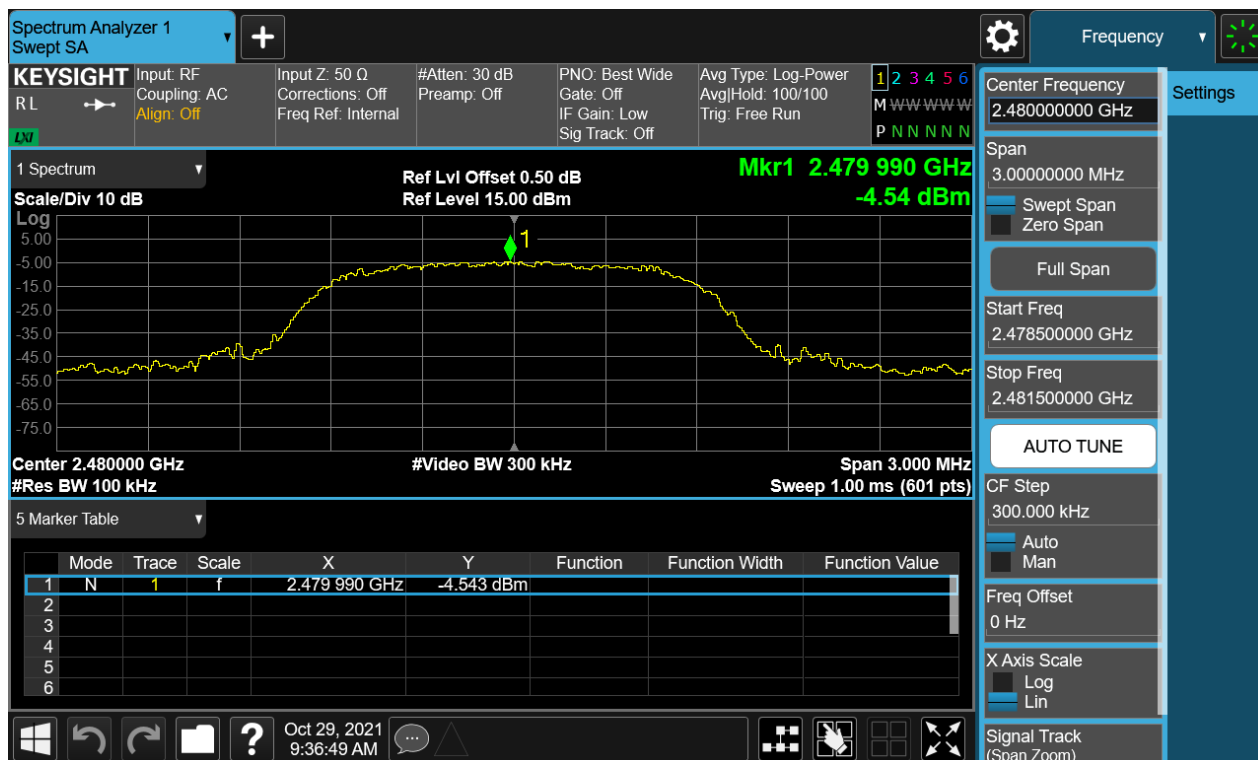 Spectrum Analyzer 1
Swept SA
Frequency
KEYSIGHT
RL
LXI
Input: RF
Coupling: AC
Align: Off
Input Z: 50 Ω
Corrections: Off
Freq Ref: Internal
#Atten: 30 dB
Preamp: Off
PNO: Best Wide
Gate: Off
IF Gain: Low
Sig Track: Off
Avg Type: Log-Power
Avg|Hold: 100/100
Trig: Free Run
1 2 3 4 5 6
M W W W W W
P N N N N N
1 Spectrum
Scale/Div 10 dB
Ref Lvl Offset 0.50 dB
Ref Level 15.00 dBm
Mkr1 2.479 990 GHz
-4.54 dBm
Log
5.00
-5.00
-15.0
-25.0
-35.0
-45.0
-55.0
-65.0
-75.0
1
Center 2.480000 GHz
#Res BW 100 kHz
#Video BW 300 kHz
Span 3.000 MHz
Sweep 1.00 ms (601 pts)
5 Marker Table
Mode Trace Scale X Y Function Function Width Function Value
1 N 1 f 2.479 990 GHz -4.543 dBm
2
3
4
5
6
?
Oct 29, 2021
9:36:49 AM
Center Frequency
2.480000000 GHz
Span
3.00000000 MHz
Swept Span
Zero Span
Full Span
Start Freq
2.478500000 GHz
Stop Freq
2.481500000 GHz
AUTO TUNE
CF Step
300.000 kHz
Auto
Man
Freq Offset
0 Hz
X Axis Scale
Log
Lin
Signal Track
(Span Zoom)
Settings